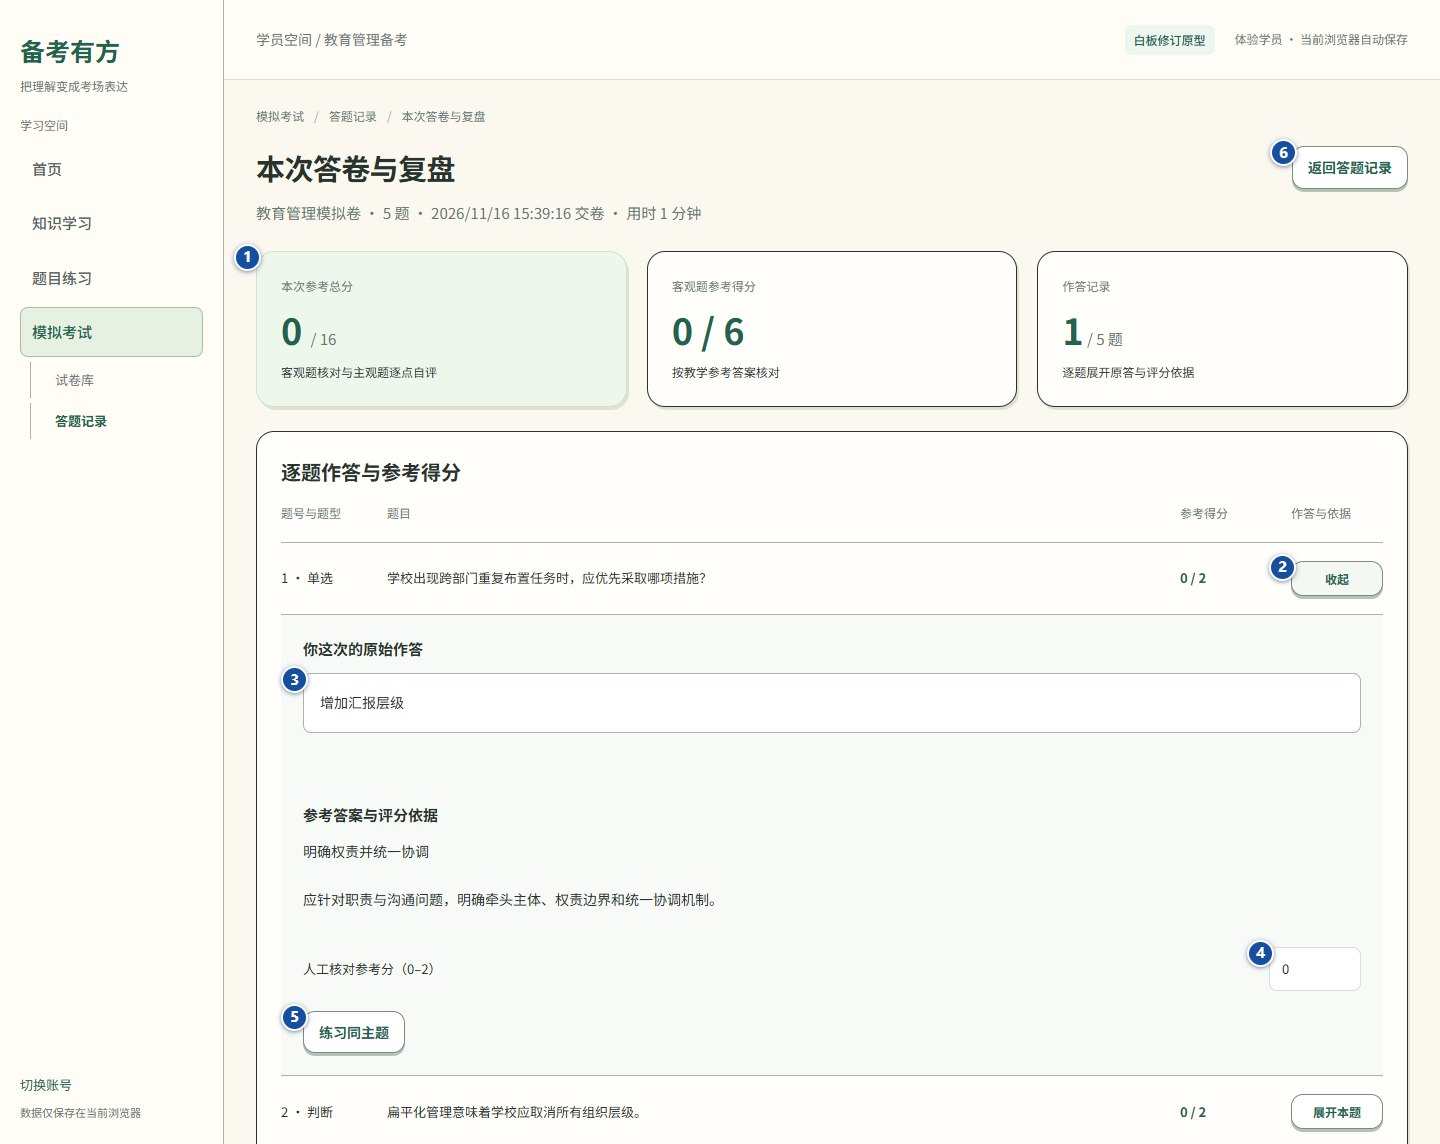 备考有方
把理解变成考场表达
学习空间
首页
知识学习
题目练习
模拟考试
试卷库
答题记录
切换账号
数据仅保存在当前浏览器
学员空间 / 教育管理备考
白板修订原型
体验学员 · 当前浏览器自动保存
模拟考试 / 答题记录 / 本次答卷与复盘
本次答卷与复盘
6
返回答题记录
教育管理模拟卷 · 5 题 · 2026/11/16 15:39:16 交卷 · 用时 1 分钟
1
本次参考总分
0 / 16
客观题核对与主观题逐点自评
客观题参考得分
0 / 6
按教学参考答案核对
作答记录
1 / 5 题
逐题展开原答与评分依据
逐题作答与参考得分
题号与题型 题目 参考得分 作答与依据
1 · 单选 学校出现跨部门重复布置任务时，应优先采取哪项措施？ 0 / 2 2 收起
你这次的原始作答
3
增加汇报层级
参考答案与评分依据
明确权责并统一协调
应针对职责与沟通问题，明确牵头主体、权责边界和统一协调机制。
人工核对参考分（0–2） 4 0
5
练习同主题
2 · 判断 扁平化管理意味着学校应取消所有组织层级。 0 / 2 展开本题